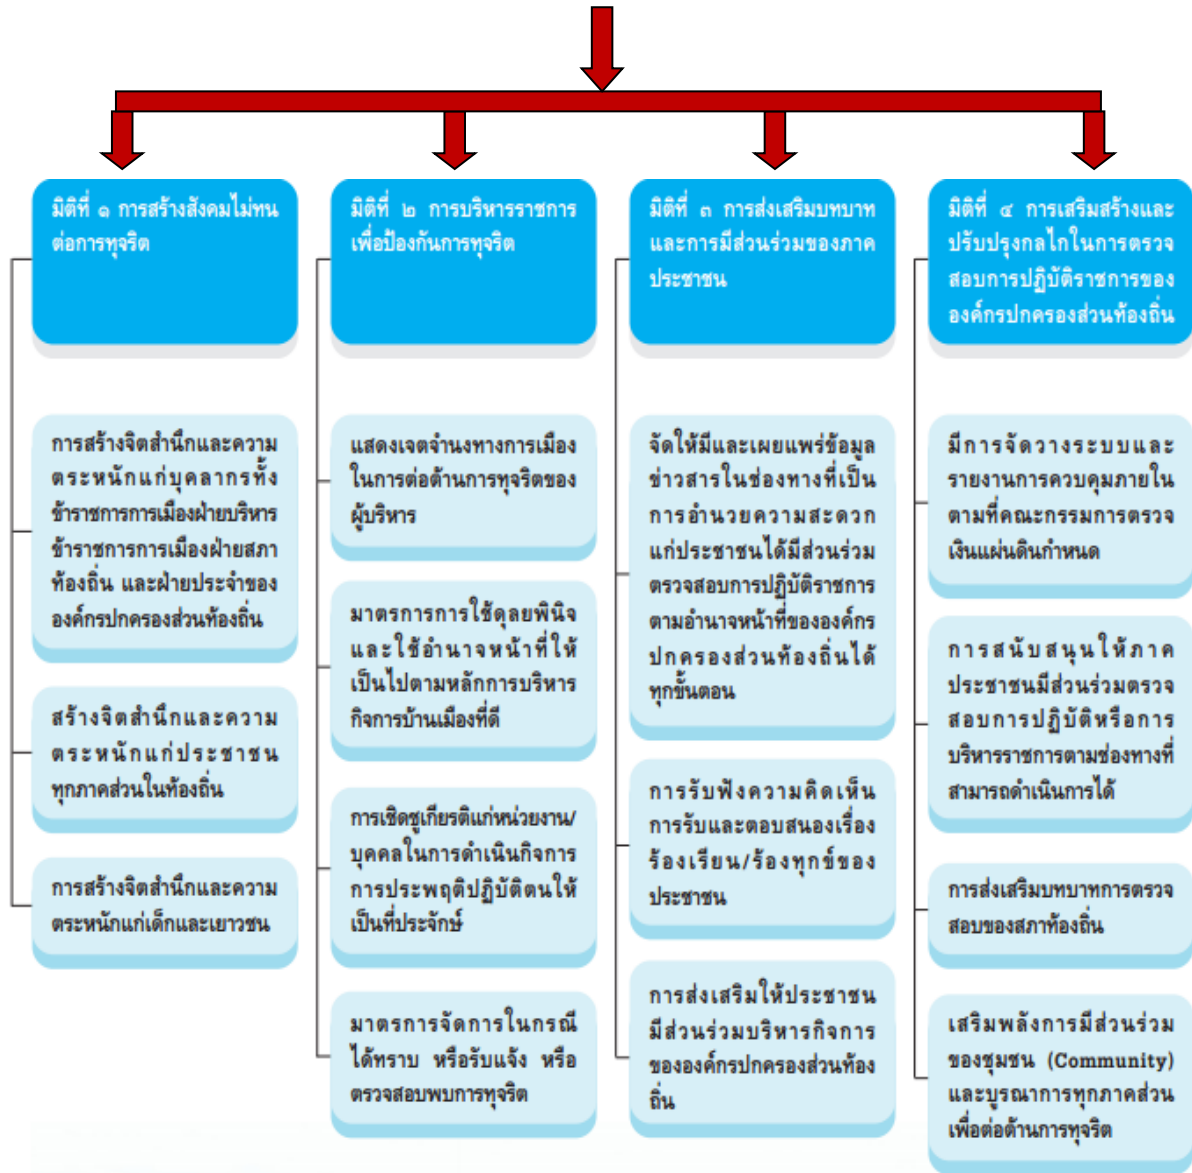 มิติที่ ๑ การสร้างสังคมไม่ทน
ต่อการทุจริต
การสร้างจิตสำนึกและความ
ตระหนักแก่บุคลากรทั้ง
ข้าราชการการเมืองฝ่ายบริหาร
ข้าราชการการเมืองฝ่ายสภา
ท้องถิ่น และฝ่ายประจำของ
องค์กรปกครองส่วนท้องถิ่น
สร้างจิตสำนึกและความ
ตระหนักแก่ประชาชน
ทุกภาคส่วนในท้องถิ่น
การสร้างจิตสำนึกและความ
ตระหนักแก่เด็กและเยาวชน
มิติที่ ๒ การบริหารราชการ
เพื่อป้องกันการทุจริต
แสดงเจตจำนงทางการเมือง
ในการต่อต้านการทุจริตของ
ผู้บริหาร
มาตรการการใช้ดุลยพินิจ
และใช้อำนาจหน้าที่ให้
เป็นไปตามหลักการบริหาร
กิจการบ้านเมืองที่ดี
การเชิดชูเกียรติแก่หน่วยงาน/
บุคคลในการดำเนินกิจการ
การประพฤติปฏิบัติตนให้
เป็นที่ประจักษ์
มาตรการจัดการในกรณี
ได้ทราบ หรือรับแจ้ง หรือ
ตรวจสอบพบการทุจริต
มิติที่ ๓ การส่งเสริมบทบาท
และการมีส่วนร่วมของภาค
ประชาชน
จัดให้มีและเผยแพร่ข้อมูล
ข่าวสารในช่องทางที่เป็น
การอำนวยความสะดวก
แก่ประชาชนได้มีส่วนร่วม
ตรวจสอบการปฏิบัติราชการ
ตามอำนาจหน้าที่ขององค์กร
ปกครองส่วนท้องถิ่นได้
ทุกขั้นตอน
การรับฟังความคิดเห็น
การรับและตอบสนองเรื่อง
ร้องเรียน/ร้องทุกข์ของ
ประชาชน
การส่งเสริมให้ประชาชน
มีส่วนร่วมบริหารกิจการ
ขององค์กรปกครองส่วนท้อง
ถิ่น
มิติที่ ๔ การเสริมสร้างและ
ปรับปรุงกลไกในการตรวจ
สอบการปฏิบัติราชการของ
องค์กรปกครองส่วนท้องถิ่น
มีการจัดวางระบบและ
รายงานการควบคุมภายใน
ตามที่คณะกรรมการตรวจ
เงินแผ่นดินกำหนด
การสนับสนุนให้ภาค
ประชาชนมีส่วนร่วมตรวจ
สอบการปฏิบัติหรือการ
บริหารราชการตามช่องทางที่
สามารถดำเนินการได้
การส่งเสริมบทบาทการตรวจ
สอบของสภาท้องถิ่น
เสริมพลังการมีส่วนร่วม
ของชุมชน (Community)
และบูรณาการทุกภาคส่วน
เพื่อต่อต้านการทุจริต